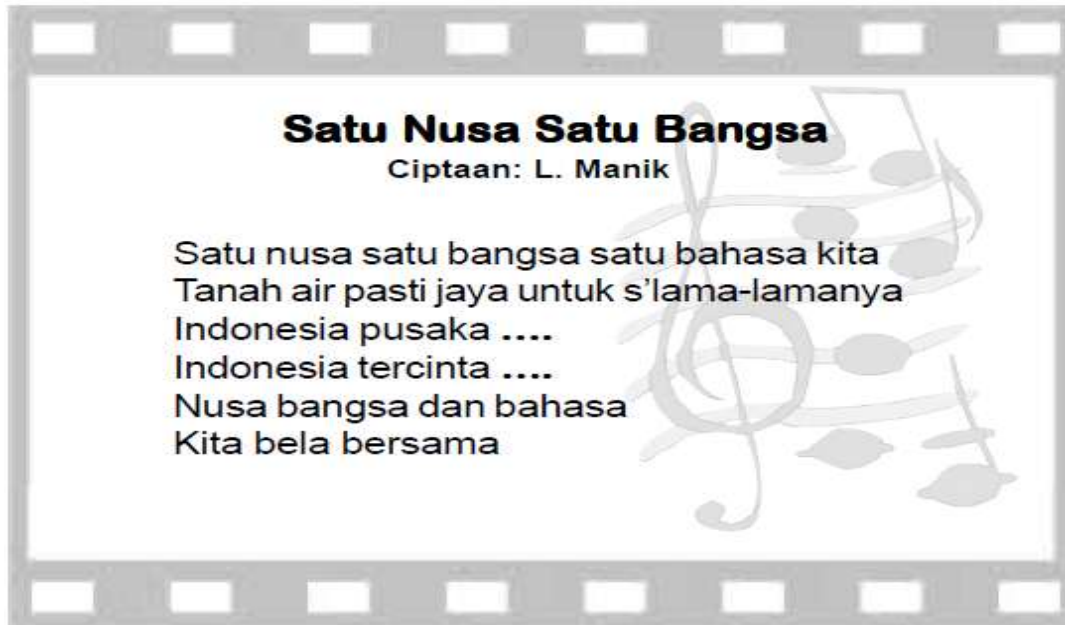 Satu Nusa Satu Bangsa
Ciptaan: L. Manik
Satu nusa satu bangsa satu bahasa kita
Tanah air pasti jaya untuk s’lama-lamanya
Indonesia pusaka ....
Indonesia tercinta ....
Nusa bangsa dan bahasa
Kita bela bersama